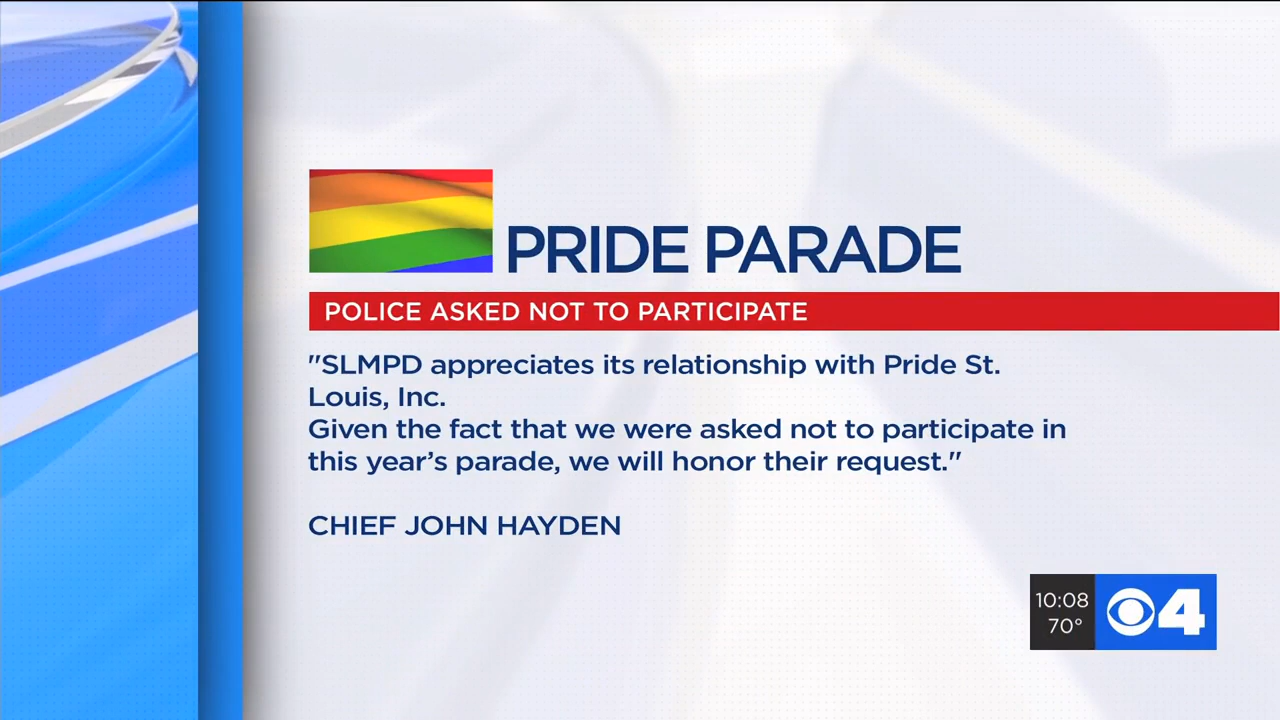 PRIDE PARADE
POLICE ASKED NOT TO PARTICIPATE
"SLMPD appreciates its relationship with Pride St.
Louis, Inc.
Given the fact that we were asked not to participate in
this year’s parade, we will honor their request."
CHIEF JOHN HAYDEN
10:08
70°
4